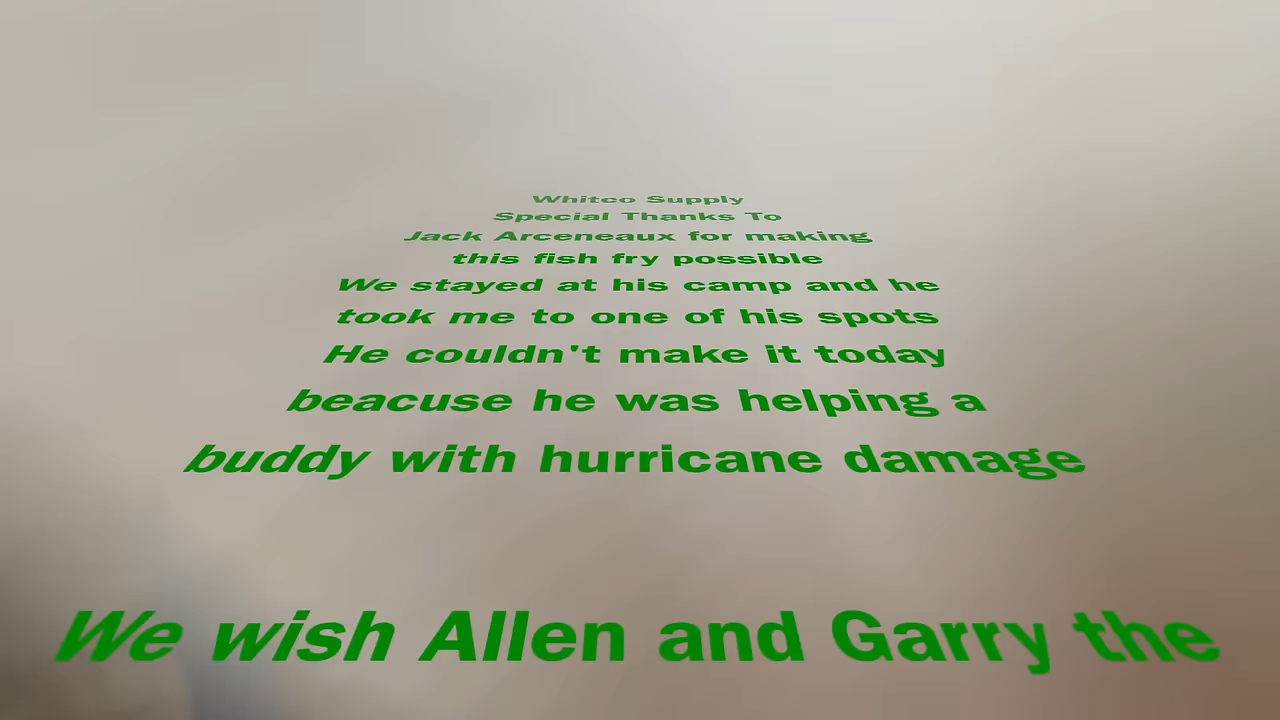 Whitco Supply
Special Thanks To
Jack Arceneaux for making
this fish fry possible
We stayed at his camp and he
took me to one of his spots
He couldn't make it today
beacuse he was helping a
buddy with hurricane damage
We wish Allen and Garry the